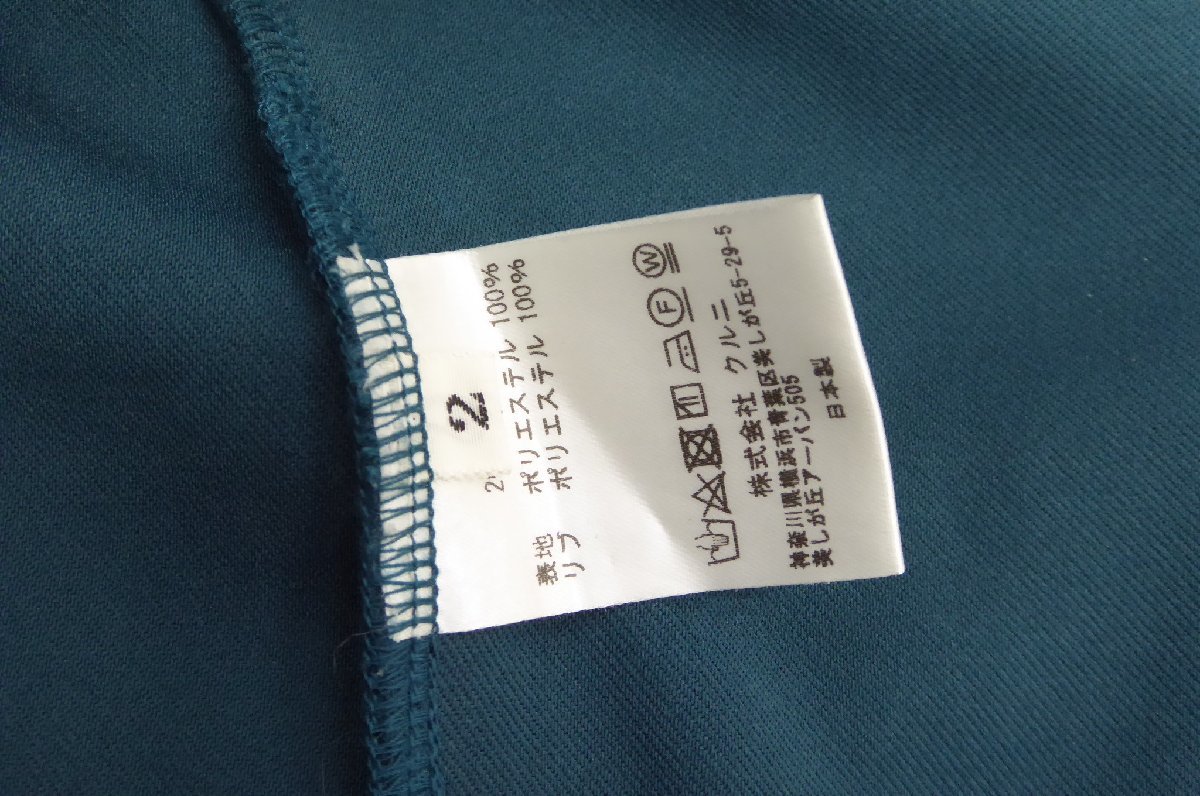 2
表地 ポリエステル 100%
リブ ポリエステル 100%
F W
株式会社 クルニ
神奈川県横浜市青葉区美しが丘5-29-5
美しが丘アーバン505
日本製